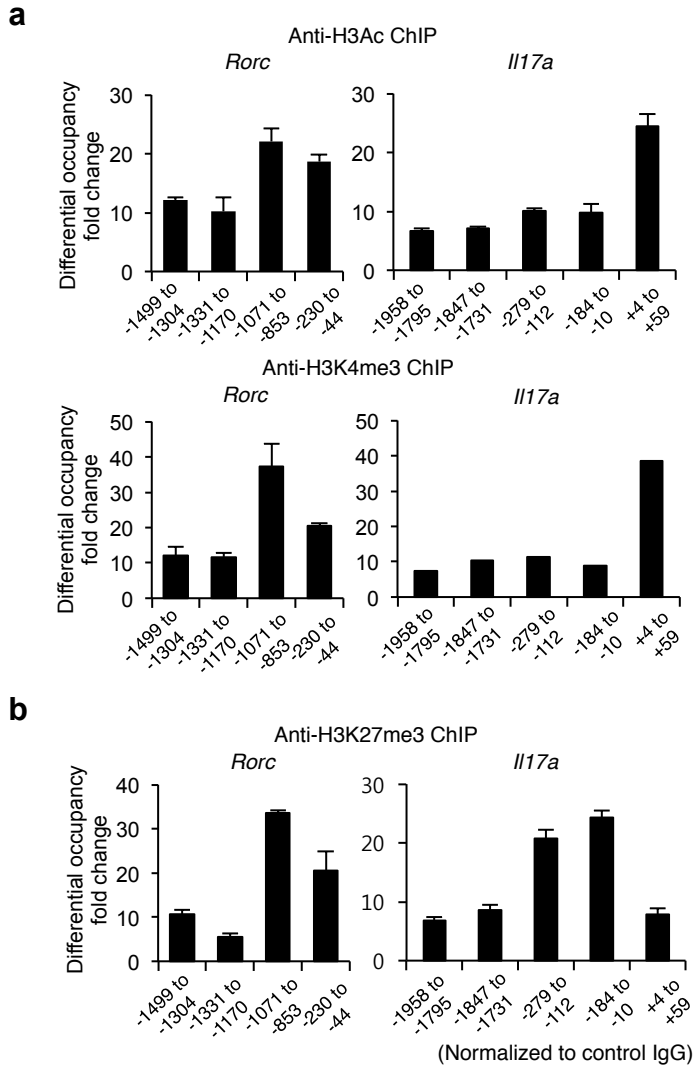 a
Anti-H3Ac ChIP
Rorc
Il17a
Differential occupancy
fold change
30
20
10
0
30
20
10
0
-1499 to
-1304
-1331 to
-1170
-1071 to
-853
-230 to
-44
-1958 to
-1795
-1847 to
-1731
-279 to
-112
-184 to
-10
+4 to
+59
Anti-H3K4me3 ChIP
Rorc
Il17a
Differential occupancy
fold change
50
40
30
20
10
0
50
40
30
20
10
0
-1499 to
-1304
-1331 to
-1170
-1071 to
-853
-230 to
-44
-1958 to
-1795
-1847 to
-1731
-279 to
-112
-184 to
-10
+4 to
+59
b
Anti-H3K27me3 ChIP
Rorc
Il17a
Differential occupancy
fold change
40
30
20
10
0
30
20
10
0
-1499 to
-1304
-1331 to
-1170
-1071 to
-853
-230 to
-44
-1958 to
-1795
-1847 to
-1731
-279 to
-112
-184 to
-10
+4 to
+59
(Normalized to control IgG)